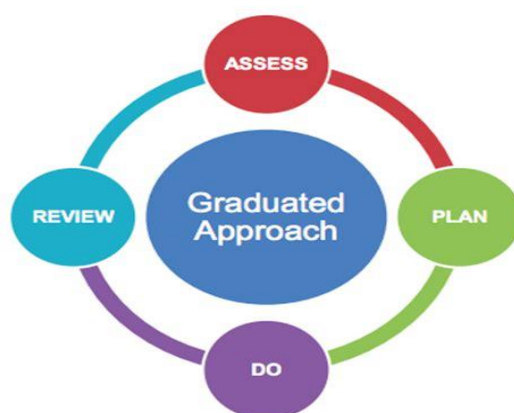 ASSESS
REVIEW
Graduated
Approach
PLAN
DO